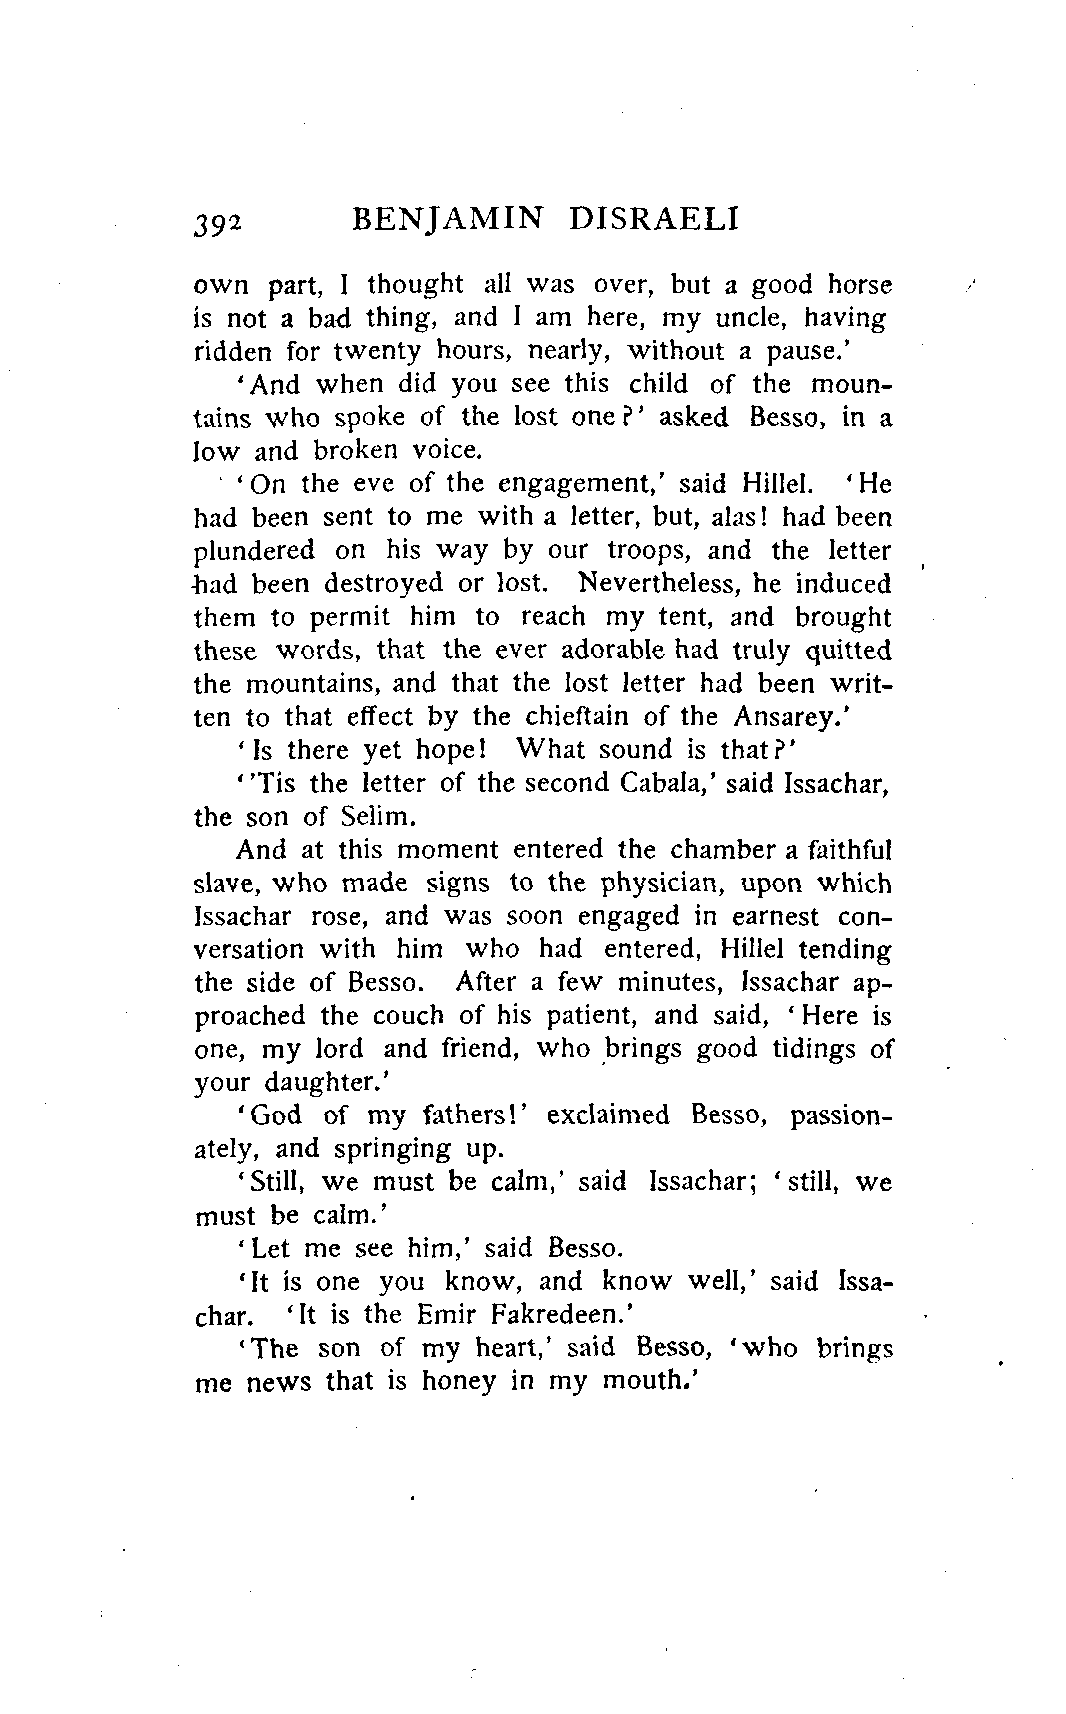 392 BENJAMIN DISRAELI
own part, I thought all was over, but a good horse
is not a bad thing, and I am here, my uncle, having
ridden for twenty hours, nearly, without a pause.'
'And when did you see this child of the moun-
tains who spoke of the lost one?' asked Besso, in a
low and broken voice.
'On the eve of the engagement,' said Hillel. 'He
had been sent to me with a letter, but, alas! had been
plundered on his way by our troops, and the letter
had been destroyed or lost. Nevertheless, he induced
them to permit him to reach my tent, and brought
these words, that the ever adorable had truly quitted
the mountains, and that the lost letter had been writ-
ten to that effect by the chieftain of the Ansarey.'
'Is there yet hope! What sound is that?'
''Tis the letter of the second Cabala,' said Issachar,
the son of Selim.
And at this moment entered the chamber a faithful
slave, who made signs to the physician, upon which
Issachar rose, and was soon engaged in earnest con-
versation with him who had entered, Hillel tending
the side of Besso. After a few minutes, Issachar ap-
proached the couch of his patient, and said, 'Here is
one, my lord and friend, who brings good tidings of
your daughter.'
'God of my fathers!' exclaimed Besso, passion-
ately, and springing up.
'Still, we must be calm,' said Issachar; 'still, we
must be calm.'
'Let me see him,' said Besso.
'It is one you know, and know well,' said Issa-
char. 'It is the Emir Fakredeen.'
'The son of my heart,' said Besso, 'who brings
me news that is honey in my mouth.'